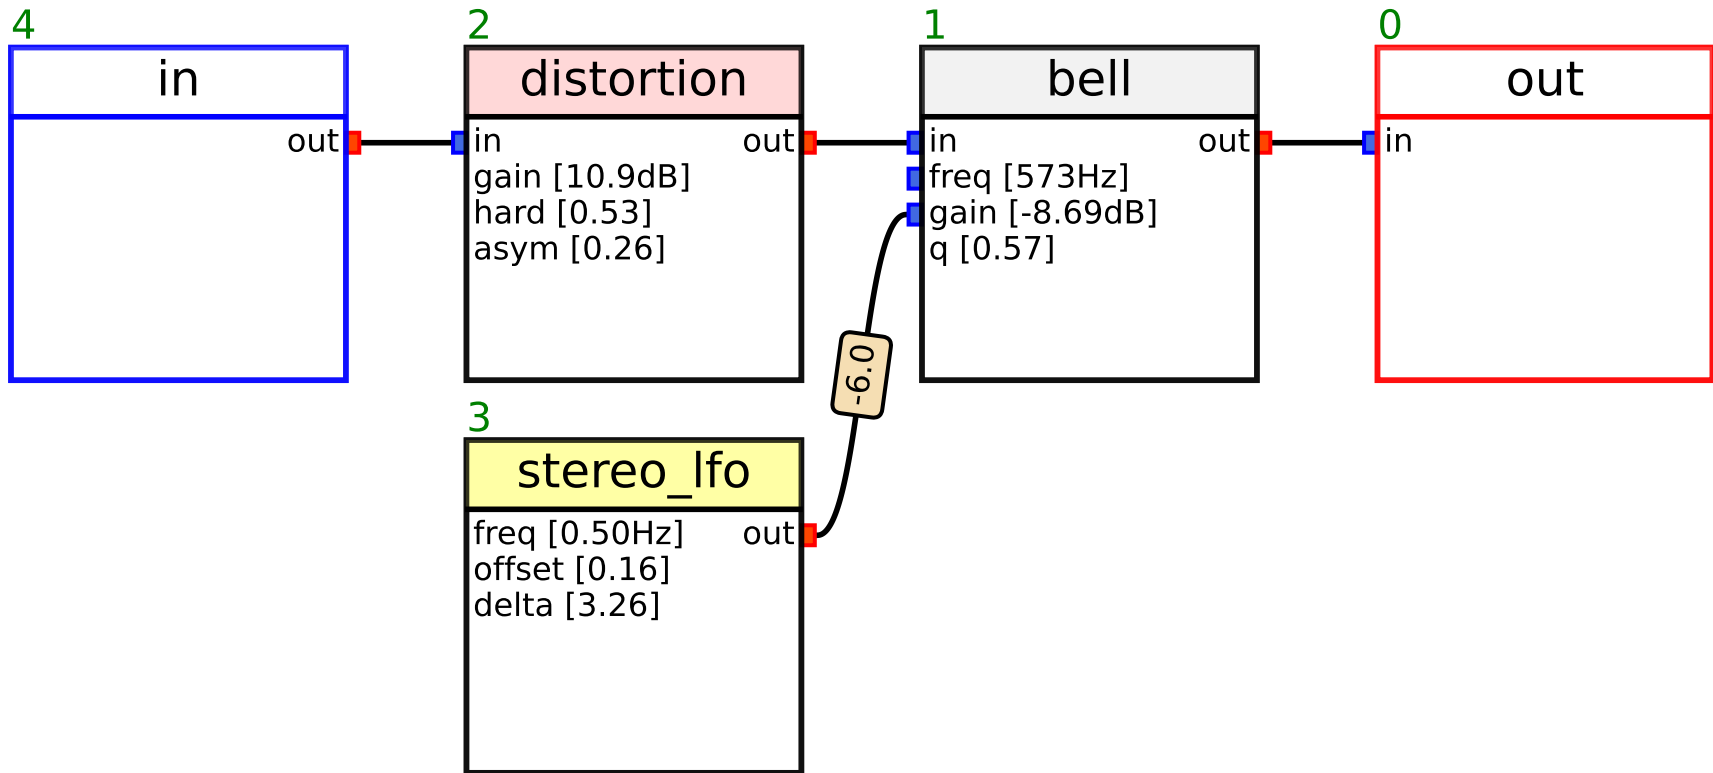 4
in
out
2
distortion
in out
gain [10.9dB]
hard [0.53]
asym [0.26]
1
bell
in out
freq [573Hz]
gain [-8.69dB]
q [0.57]
0
out
in
-6.0
3
stereo_lfo
freq [0.50Hz] out
offset [0.16]
delta [3.26]